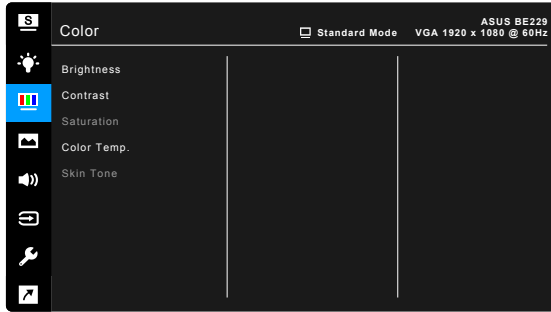 S
Color
Standard Mode
ASUS BE229
VGA 1920 x 1080 @ 60Hz
Brightness
Contrast
Saturation
Color Temp.
Skin Tone